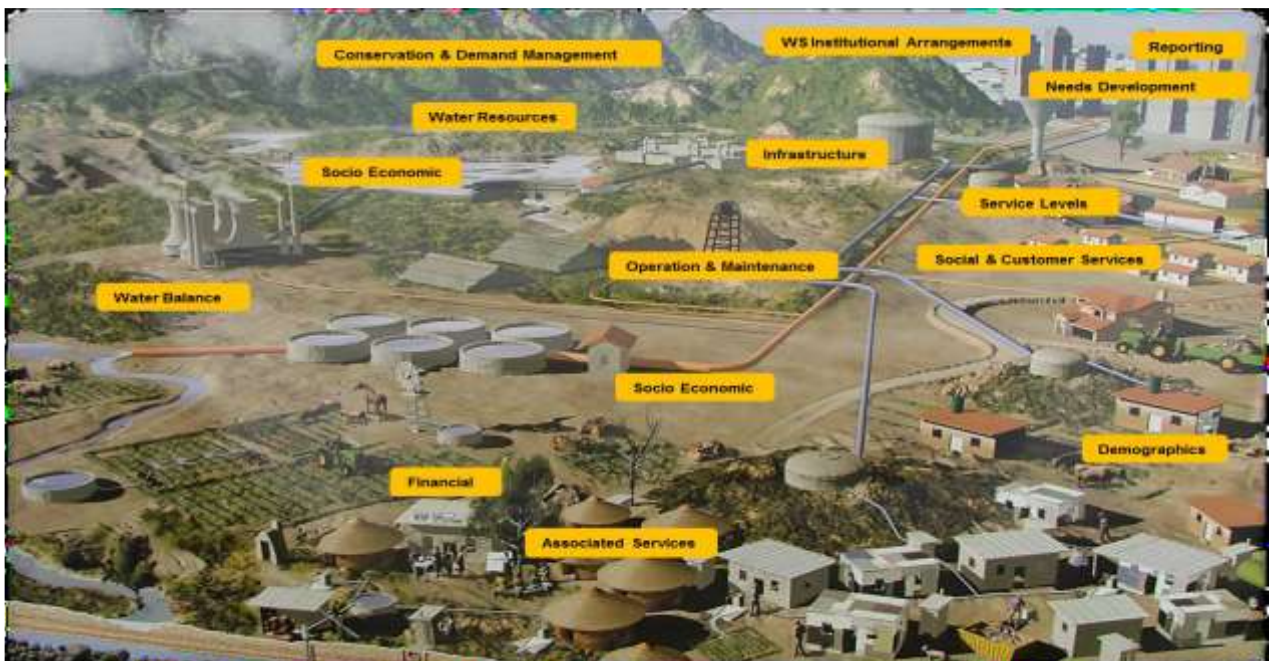 Conservation & Demand Management
WS Institutional Arrangements
Reporting
Needs Development
Water Resources
Infrastructure
Socio Economic
Service Levels
Social & Customer Services
Operation & Maintenance
Water Balance
Socio Economic
Demographics
Financial
Associated Services